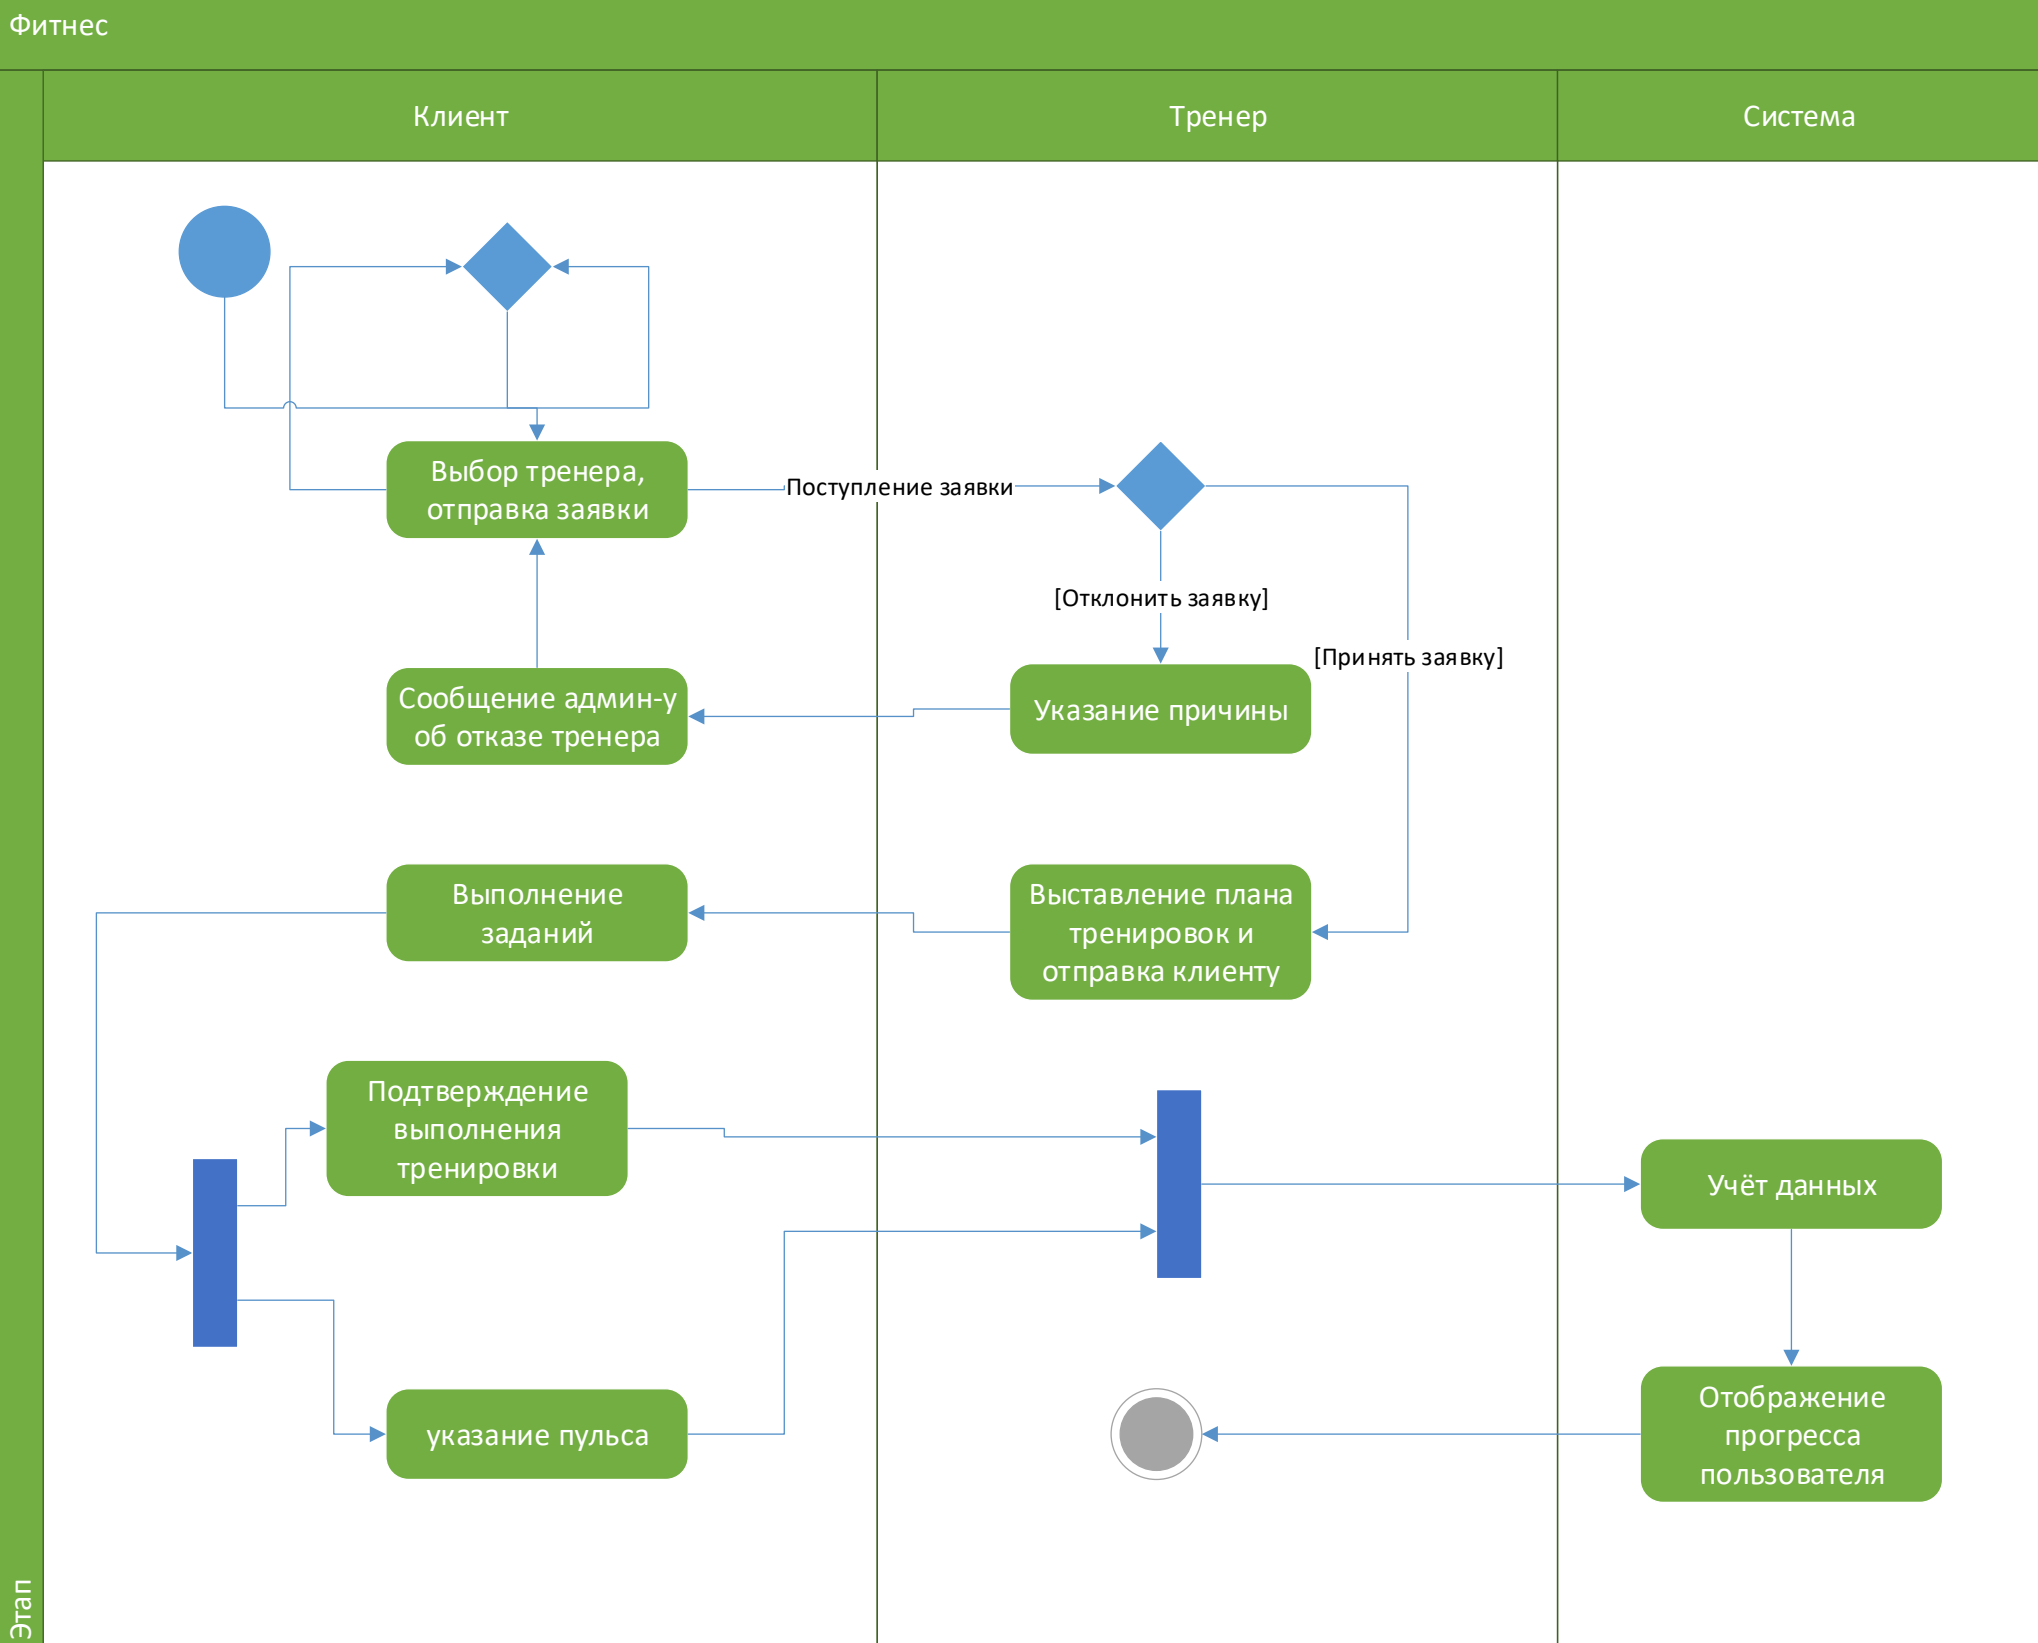 Фитнес
Клиент
Тренер
Система
Выбор тренера,
отправка заявки
Поступление заявки
[Отклонить заявку]
[Принять заявку]
Сообщение админ-у
об отказе тренера
Указание причины
Выполнение
заданий
Выставление плана
тренировок и
отправка клиенту
Подтверждение
выполнения
тренировки
Учёт данных
указание пульса
Отображение
прогресса
пользователя
Этап